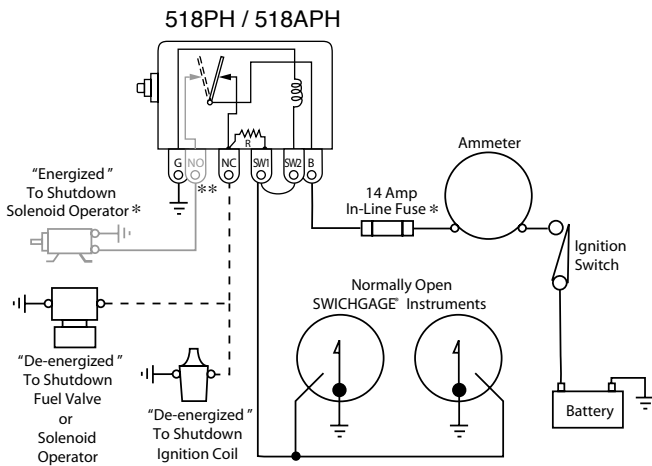 518PH / 518APH
R
G NO NC SW1 SW2 B
**
"Energized"
To Shutdown
Solenoid Operator *
Ammeter
14 Amp
In-Line Fuse *
Ignition
Switch
Normally Open
SWICHGAGE® Instruments
"De-energized"
To Shutdown
Fuel Valve
or
Solenoid
Operator
"De-energized"
To Shutdown
Ignition Coil
Battery